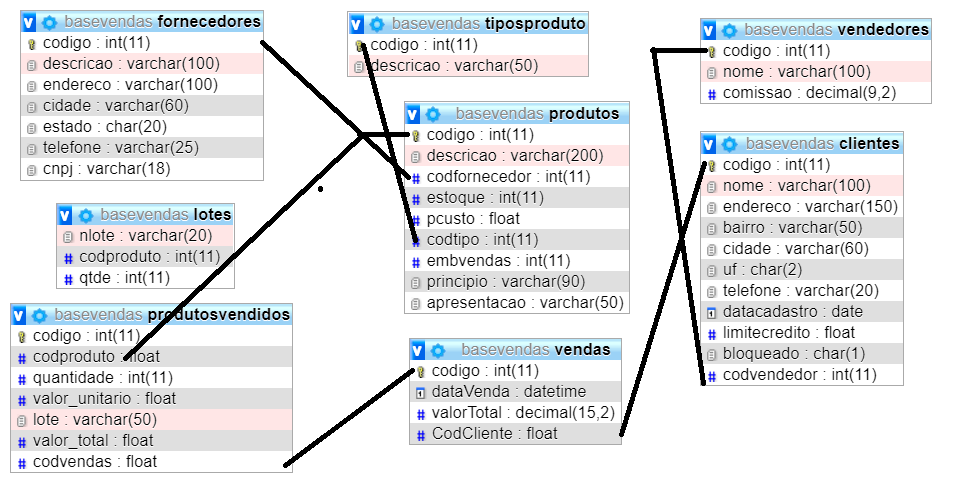 basevendas fornecedores
codigo : int(11)
descricao : varchar(100)
endereco : varchar(100)
cidade : varchar(60)
estado : char(20)
telefone : varchar(25)
cnpj : varchar(18)
basevendas tiposproduto
codigo : int(11)
descricao : varchar(50)
basevendas vendedores
codigo : int(11)
nome : varchar(100)
comissao : decimal(9,2)
basevendas produtos
codigo : int(11)
descricao : varchar(200)
codfornecedor : int(11)
estoque : int(11)
pcusto : float
codtipo : int(11)
embvendas : int(11)
principio : varchar(90)
apresentacao : varchar(50)
basevendas clientes
codigo : int(11)
nome : varchar(100)
endereco : varchar(150)
bairro : varchar(50)
cidade : varchar(60)
uf : char(2)
telefone : varchar(20)
datacadastro : date
limitecredito : float
bloqueado : char(1)
codvendedor : int(11)
basevendas lotes
nlote : varchar(20)
codproduto : int(11)
qtde : int(11)
basevendas produtosvendidos
codigo : int(11)
codproduto : float
quantidade : int(11)
valor_unitario : float
lote : varchar(50)
valor_total : float
codvendas : float
basevendas vendas
codigo : int(11)
dataVenda : datetime
valorTotal : decimal(15,2)
CodCliente : float